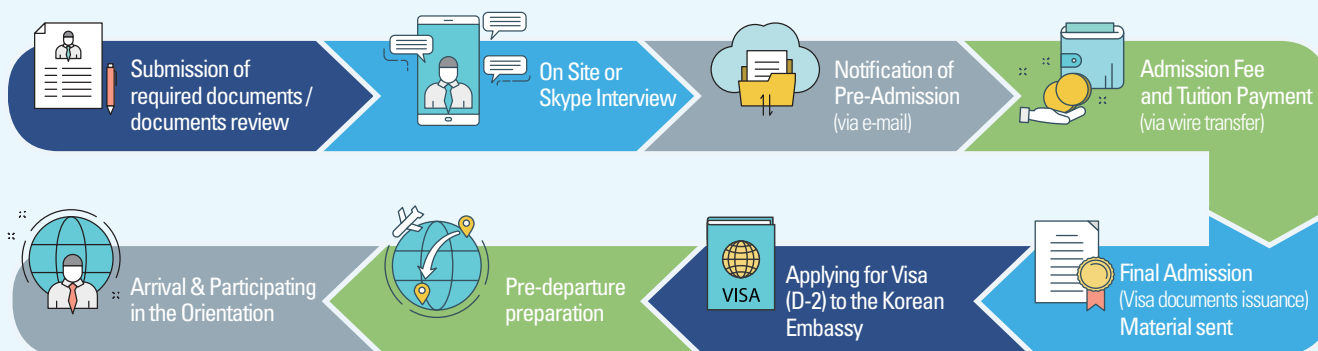 Submission of
required documents /
documents review
On Site or
Skype Interview
Notification of
Pre-Admission
(via e-mail)
Admission Fee
and Tuition Payment
(via wire transfer)
Final Admission
(Visa documents issuance)
Material sent
VISA
Applying for Visa
(D-2) to the Korean
Embassy
Pre-departure
preparation
Arrival & Participating
in the Orientation